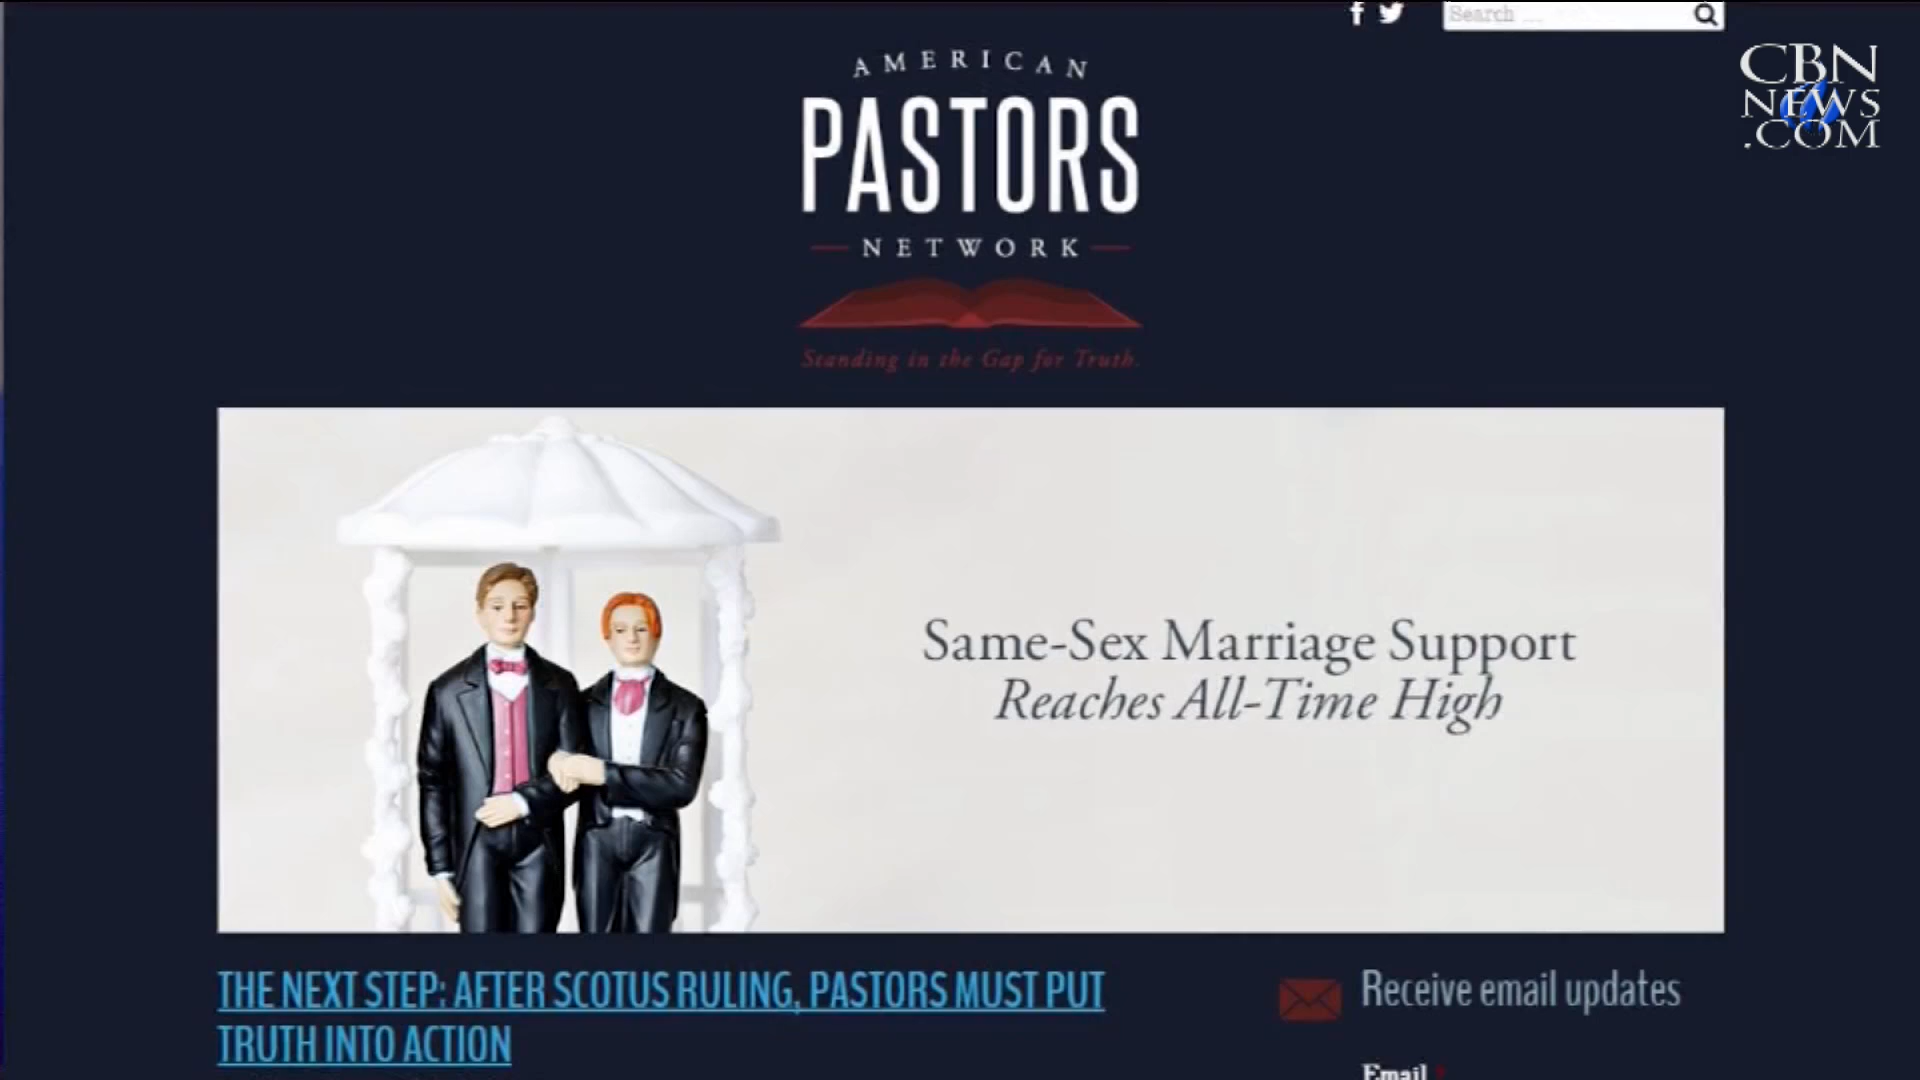 f
Search ...
CBN
NEWS
.COM
AMERICAN
PASTORS
NETWORK
Standing in the Gap for Truth.
Same-Sex Marriage Support
Reaches All-Time High
THE NEXT STEP: AFTER SCOTUS RULING, PASTORS MUST PUT
TRUTH INTO ACTION
Receive email updates
Email *